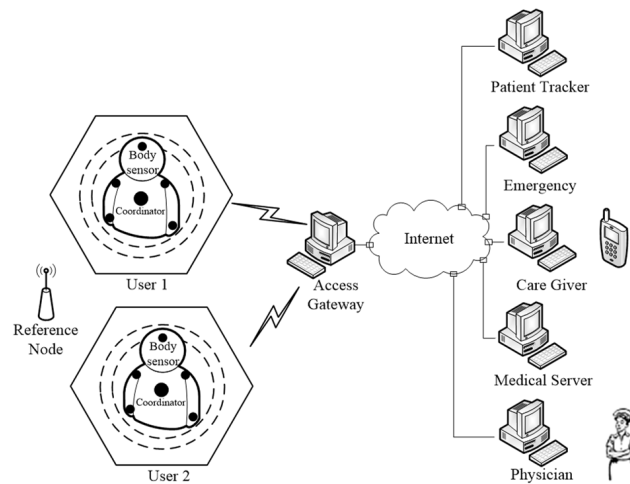 Patient Tracker
Body
sensor
Coordinator
User 1
Emergency
Internet
Access
Gateway
Care Giver
Reference
Node
Body
sensor
Coordinator
User 2
Medical Server
Physician